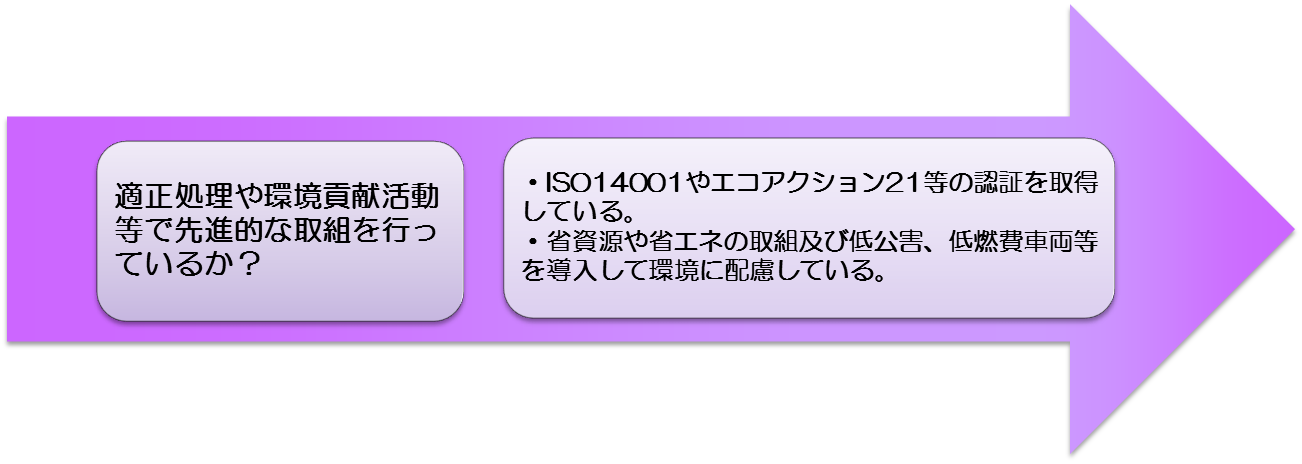 適正処理や環境貢献活動
等で先進的な取組を行っ
ているか？
・ISO14001やエコアクション21等の認証を取得
している。
・省資源や省エネの取組及び低公害、低燃費車両等
を導入して環境に配慮している。